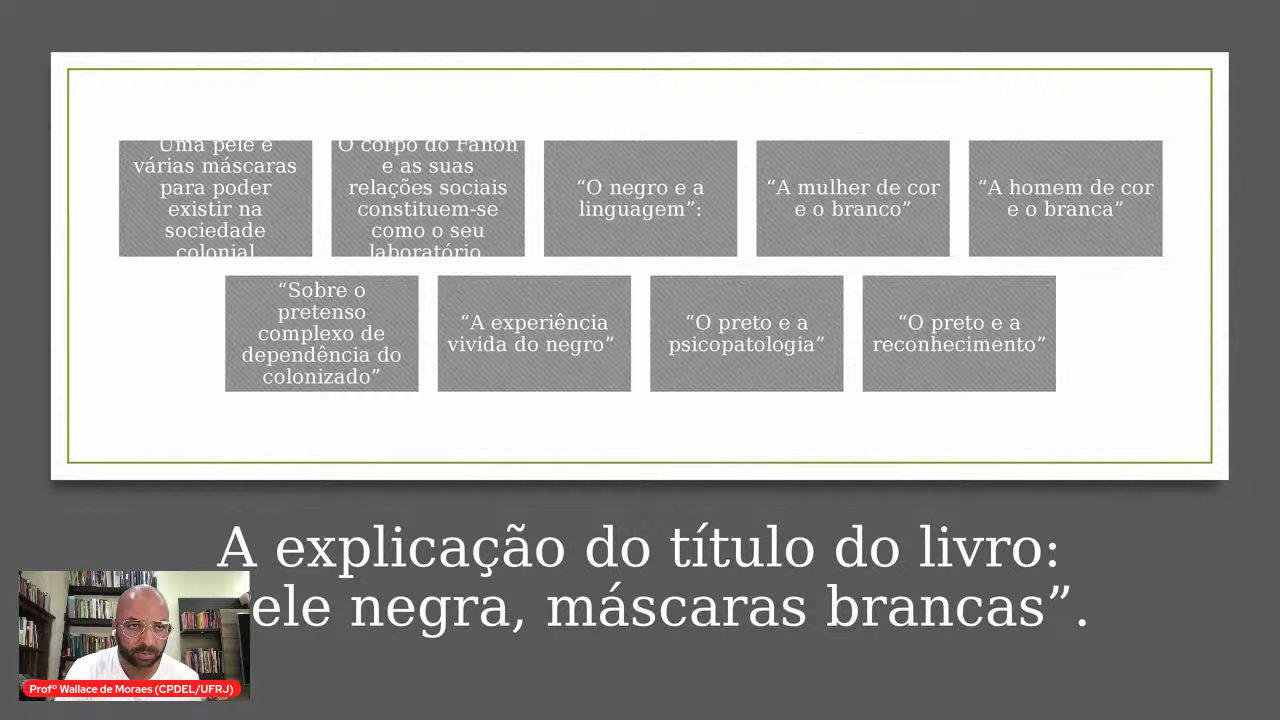 Uma pele e
várias máscaras
para poder
existir na
sociedade
colonial
O corpo do Fanon
e as suas
relações sociais
constituem-se
como o seu
laboratório
“O negro e a
linguagem”:
“A mulher de cor
e o branco”
“A homem de cor
e o branca”
“Sobre o
pretenso
complexo de
dependência do
colonizado”
“A experiência
vivida do negro”
“O preto e a
psicopatologia”
“O preto e a
reconhecimento”
A explicação do título do livro:
ele negra, máscaras brancas”.
Profº Wallace de Moraes (CPDEL/UFRJ)